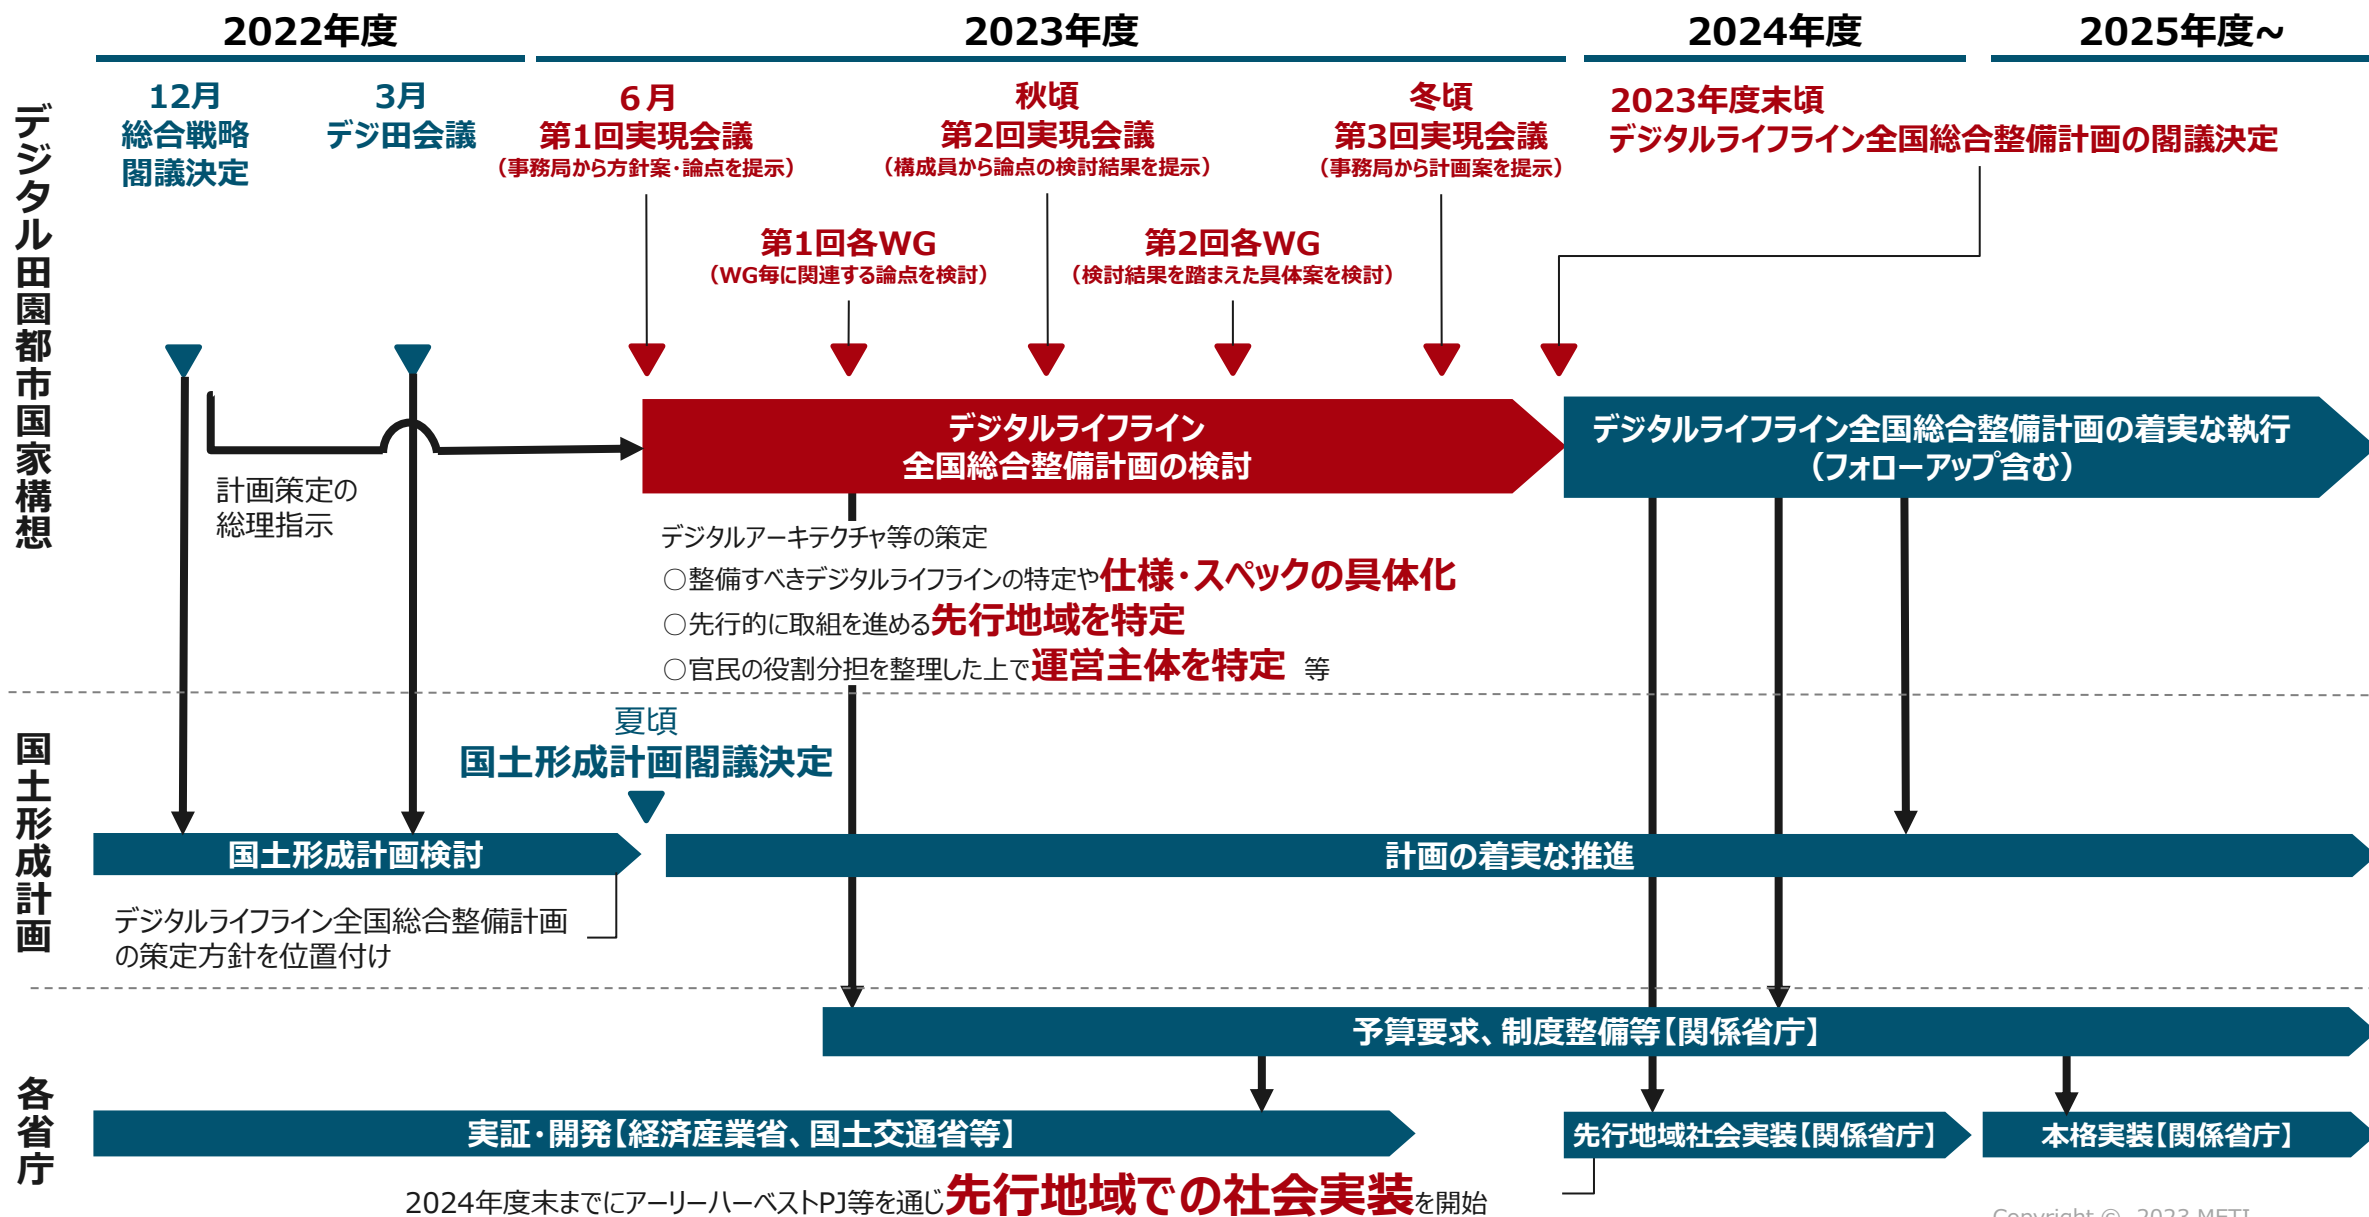 2022年度
2023年度
2024年度
2025年度~
デジタル田園都市国家構想
12月
総合戦略
閣議決定
3月
デジ田会議
６月
第1回実現会議
（事務局から方針案・論点を提示）
秋頃
第2回実現会議
（構成員から論点の検討結果を提示）
冬頃
第3回実現会議
（事務局から計画案を提示）
2023年度末頃
デジタルライフライン全国総合整備計画の閣議決定
第1回各WG
（WG毎に関連する論点を検討）
第2回各WG
（検討結果を踏まえた具体案を検討）
デジタルライフライン
全国総合整備計画の検討
デジタルライフライン全国総合整備計画の着実な執行
（フォローアップ含む）
計画策定の
総理指示
デジタルアーキテクチャ等の策定
○整備すべきデジタルライフラインの特定や仕様・スペックの具体化
○先行的に取組を進める先行地域を特定
○官民の役割分担を整理した上で運営主体を特定 等
国土形成計画
夏頃
国土形成計画閣議決定
国土形成計画検討
計画の着実な推進
デジタルライフライン全国総合整備計画
の策定方針を位置付け
各省庁
予算要求、制度整備等【関係省庁】
実証・開発【経済産業省、国土交通省等】
先行地域社会実装【関係省庁】
本格実装【関係省庁】
2024年度末までにアーリーハーベストPJ等を通じ先行地域での社会実装を開始
Copyright © 2023 METI